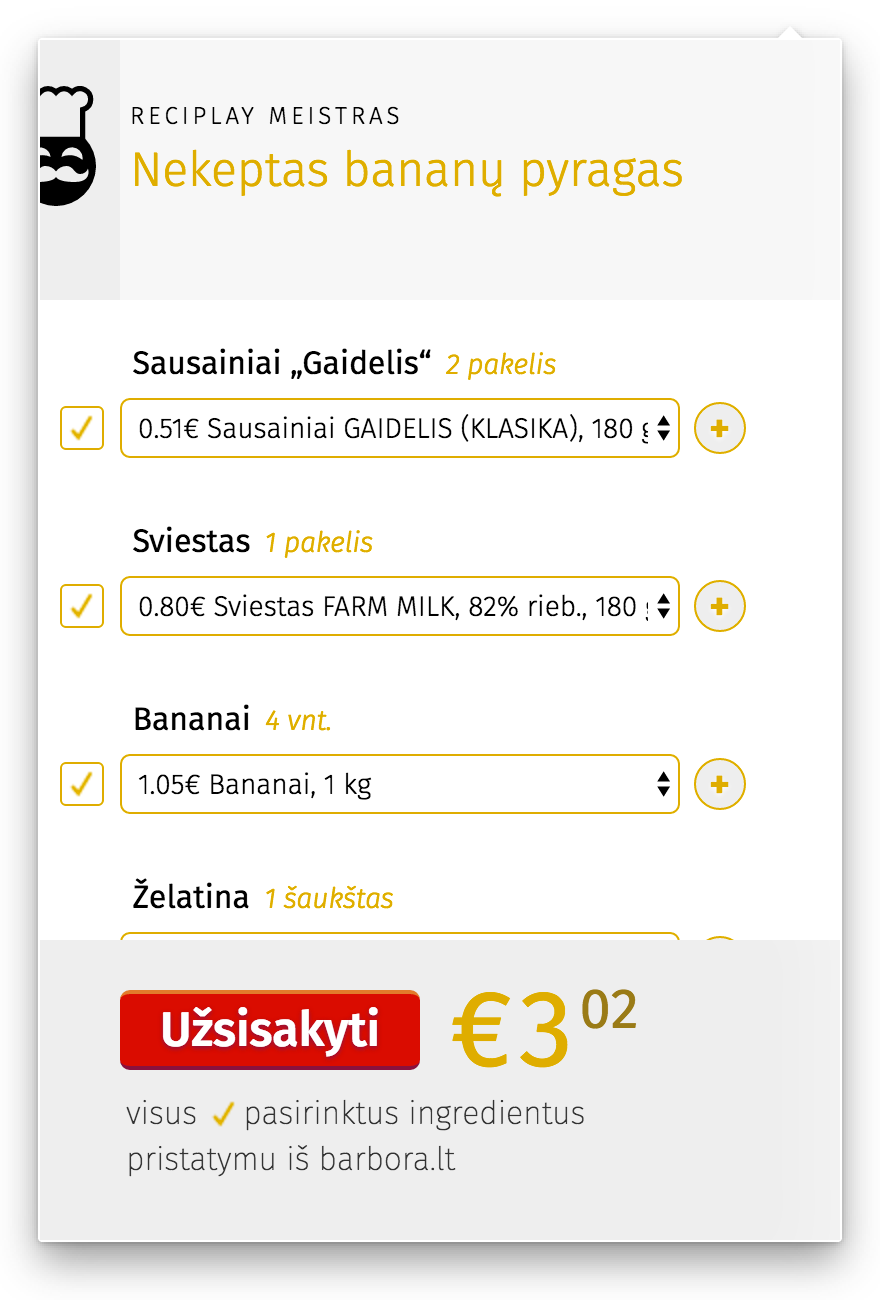 RECIPLAY MEISTRAS
Nekeptas bananų pyragas
Sausainiai „Gaidelis“ 2 pakelis
0.51€ Sausainiai GAIDELIS (KLASIKA), 180 g
Sviestas 1 pakelis
0.80€ Sviestas FARM MILK, 82% rieb., 180
Bananai 4 vnt.
1.05€ Bananai, 1 kg
Želatina 1 šaukštas
Užsisakyti €3 02
visus ✓ pasirinktus ingredientus
pristatymu iš barbora.lt